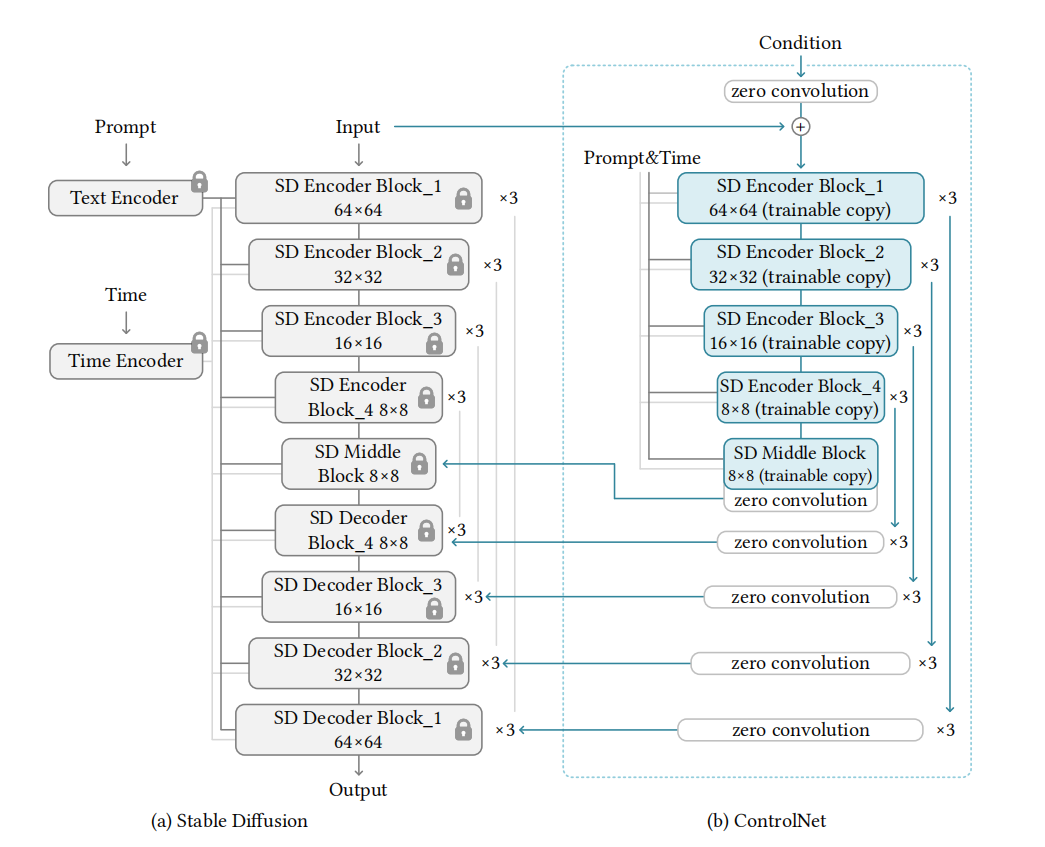 Condition
zero convolution
Prompt
Input
+
Prompt&Time
Text Encoder
SD Encoder Block_1
64×64
×3
SD Encoder Block_1
64×64 (trainable copy)
×3
SD Encoder Block_2
32×32
×3
SD Encoder Block_2
32×32 (trainable copy)
×3
Time
SD Encoder Block_3
16×16
×3
SD Encoder Block_3
16×16 (trainable copy)
×3
Time Encoder
SD Encoder
Block_4 8×8
×3
SD Encoder Block_4
8×8 (trainable copy)
×3
SD Middle
Block 8×8
SD Middle Block
8×8 (trainable copy)
zero convolution
SD Decoder
Block_4 8×8
×3
zero convolution
×3
SD Decoder Block_3
16×16
×3
zero convolution
×3
SD Decoder Block_2
32×32
×3
zero convolution
×3
SD Decoder Block_1
64×64
×3
zero convolution
×3
Output
(a) Stable Diffusion
(b) ControlNet